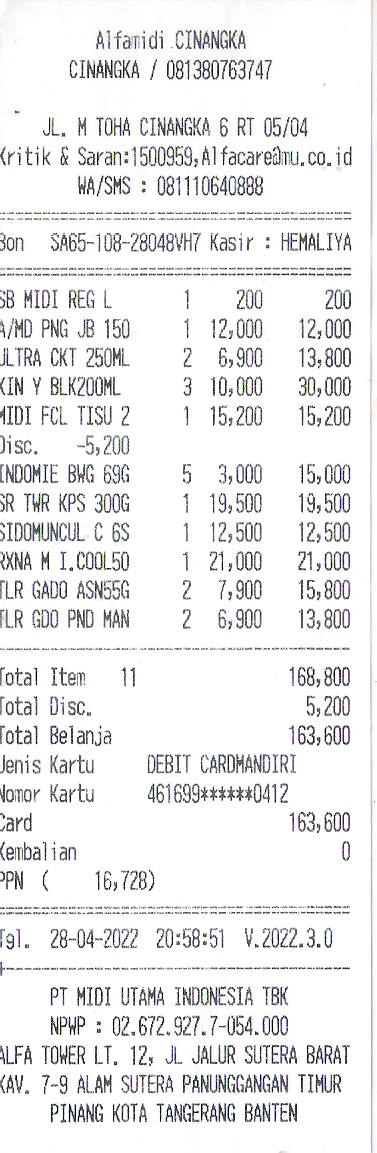 Alfamidi CINANGKA
CINANGKA / 081380763747
JL. M TOHA CINANGKA 6 RT 05/04
Kritik & Saran:1500959,Alfacare@mu.co.id
WA/SMS : 081110640888
Bon SA65-108-28048VH7 Kasir : HEMALIYA
SB MIDI REG L 1 200 200
A/MD PNG JB 150 1 12,000 12,000
ULTRA CKT 250ML 2 6,900 13,800
KIN Y BLK200ML 3 10,000 30,000
MIDI FCL TISU 2 1 15,200 15,200
Disc. -5,200
INDOMIE BWG 69G 5 3,000 15,000
SR TWR KPS 300G 1 19,500 19,500
SIDOMUNCUL C 6S 1 12,500 12,500
RXNA M I.COOL50 1 21,000 21,000
TLR GADO ASN55G 2 7,900 15,800
TLR GDO PND MAN 2 6,900 13,800
Total Item 11 168,800
Total Disc. 5,200
Total Belanja 163,600
Jenis Kartu DEBIT CARDMANDIRI
Nomor Kartu 461699******0412
Card 163,600
Kembalian 0
PPN ( 16,728)
Tgl. 28-04-2022 20:58:51 V.2022.3.0
PT MIDI UTAMA INDONESIA TBK
NPWP : 02.672.927.7-054.000
ALFA TOWER LT. 12, JL JALUR SUTERA BARAT
KAV. 7-9 ALAM SUTERA PANUNGGANGAN TIMUR
PINANG KOTA TANGERANG BANTEN